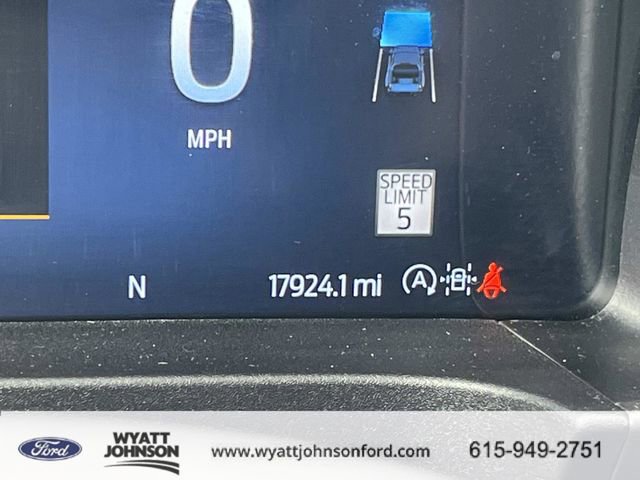 0
MPH
SPEED
LIMIT
5
N
17924.1 mi
A
Ford
WYATT
JOHNSON
www.wyattjohnsonford.com
615-949-2751